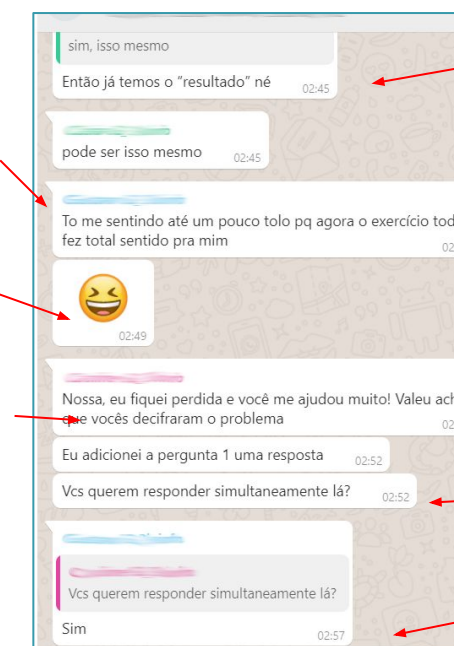 sim, isso mesmo
Então já temos o “resultado” né
02:45
pode ser isso mesmo
02:45
To me sentindo até um pouco tolo pq agora o exercício tod
fez total sentido pra mim
02
02:49
Nossa, eu fiquei perdida e você me ajudou muito! Valeu ach
que vocês decifraram o problema
02
Eu adicionei a pergunta 1 uma resposta
02:52
Vcs querem responder simultaneamente lá?
02:52
Vcs querem responder simultaneamente lá?
Sim
02:57